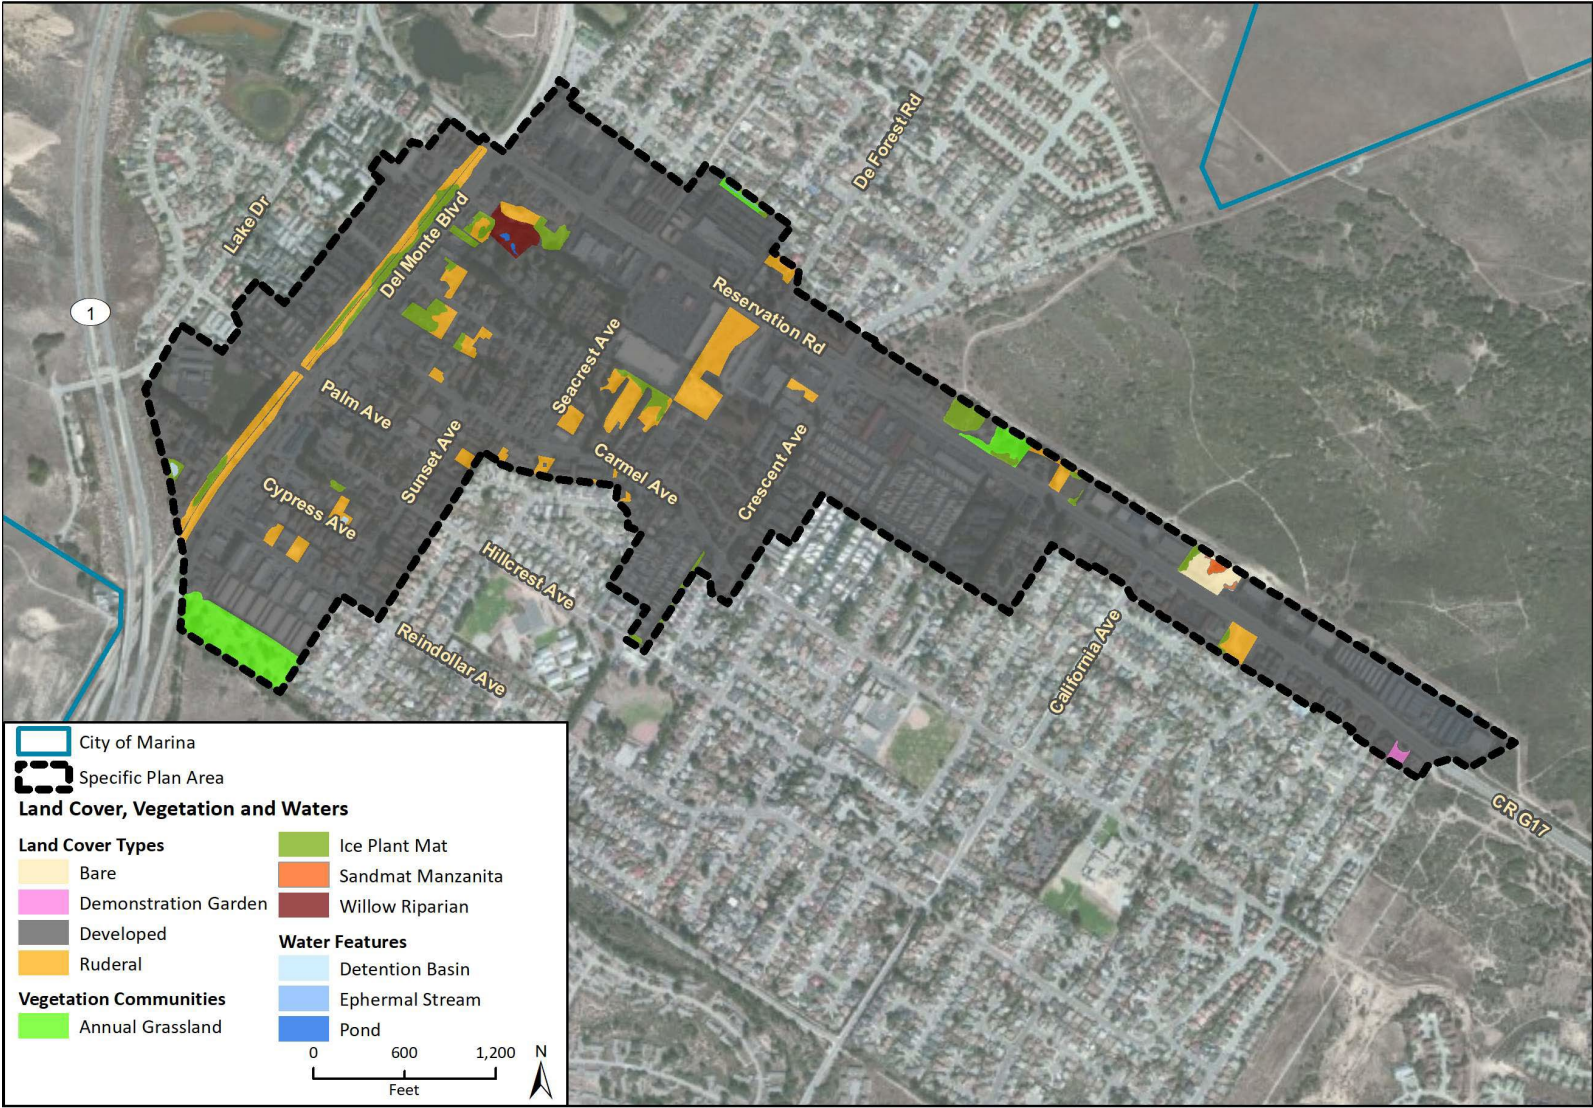 De Forest Rd
Lake Dr
Del Monte Blvd
1
Reservation Rd
Seacrest Ave
Palm Ave
Sunset Ave
Carmel Ave
Crescent Ave
Cypress Ave
Hillcrest Ave
Reindollar Ave
California Ave
CR G17
City of Marina
Specific Plan Area
Land Cover, Vegetation and Waters
Land Cover Types
Bare
Demonstration Garden
Developed
Ruderal
Vegetation Communities
Annual Grassland
Ice Plant Mat
Sandmat Manzanita
Willow Riparian
Water Features
Detention Basin
Ephermal Stream
Pond
0 600 1,200
Feet
N